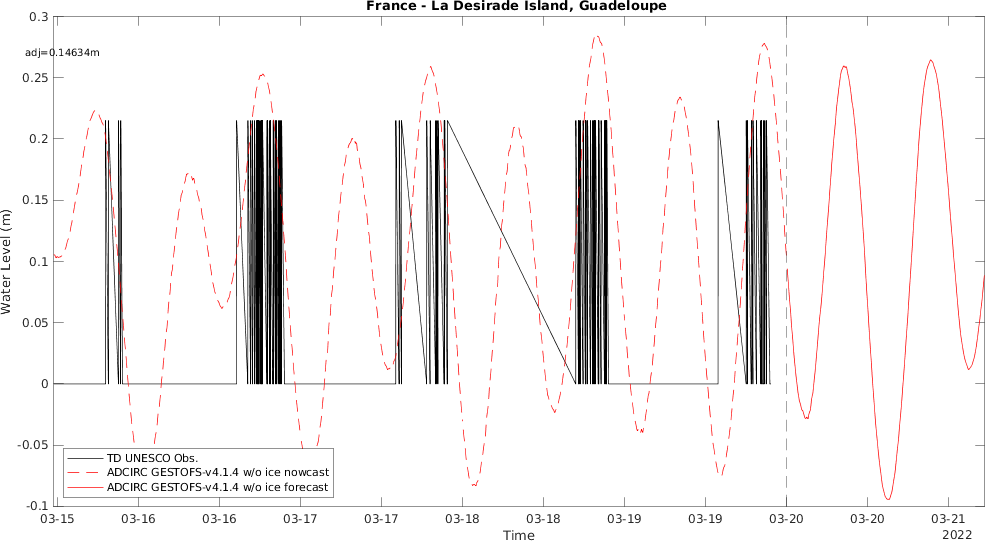 France - La Desirade Island, Guadeloupe
adj=0.14634m
0.3
0.25
0.2
0.15
0.1
0.05
0
-0.05
-0.1
Water Level (m)
TD UNESCO Obs.
ADCIRC GESTOFS-v4.1.4 w/o ice nowcast
ADCIRC GESTOFS-v4.1.4 w/o ice forecast
03-15 03-16 03-16 03-17 03-17 03-18 03-18 03-19 03-19 03-20 03-20 03-21
Time
2022